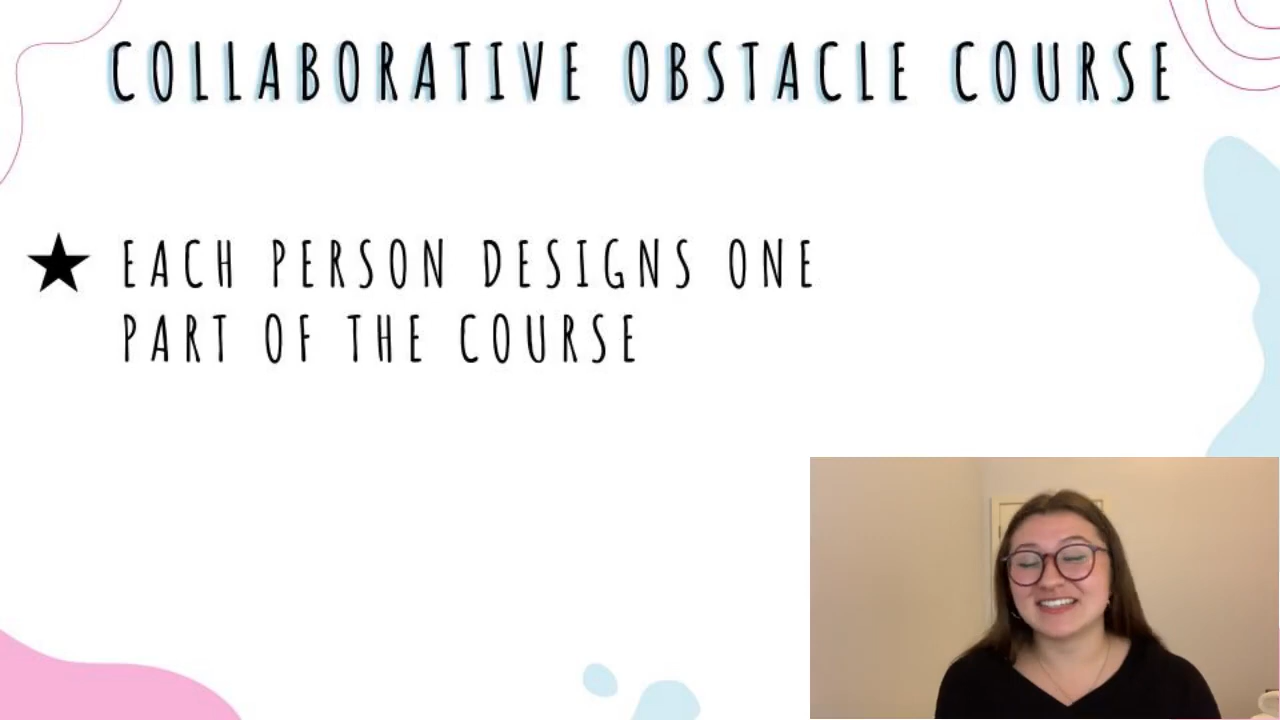 COLLABORATIVE OBSTACLE COURSE
EACH PERSON DESIGNS ONE
PART OF THE COURSE